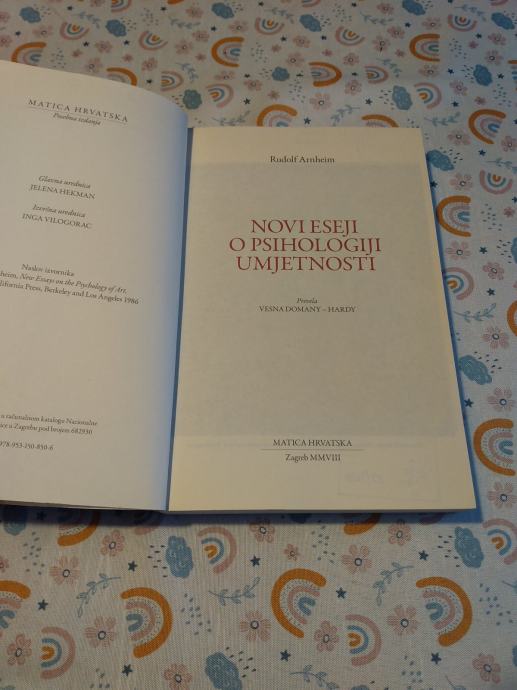 MATICA HRVATSKA
Posebna izdanja
Glavna urednica
JELENA HEKMAN
Izvršna urednica
INGA VILOGORAC
Naslov izvornika
heim, New Essays on the Psychology of Art.
lifornia Press, Berkeley and Los Angeles 1986
u računalnom katalogu Nacionalne
ice u Zagrebu pod brojem 682930
978-953-150-850-6
Rudolf Arnheim
NOVI ESEJI
O PSIHOLOGIJI
UMJETNOSTI
Prevela
VESNA DOMANY – HARDY
MATICA HRVATSKA
Zagreb MMVIII